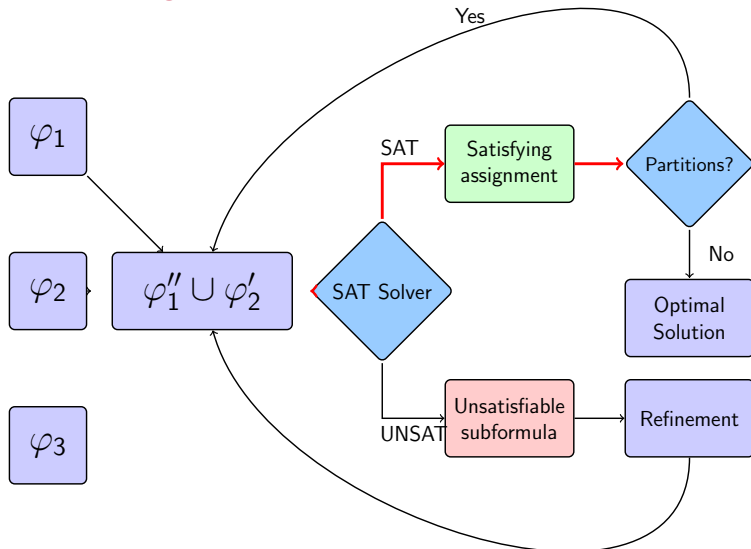 Yes
φ1
SAT
Satisfying
assignment
Partitions?
φ2
φ1′′ ∪ φ2′
SAT Solver
No
Optimal
Solution
φ3
UNSAT
Unsatisfiable
subformula
Refinement